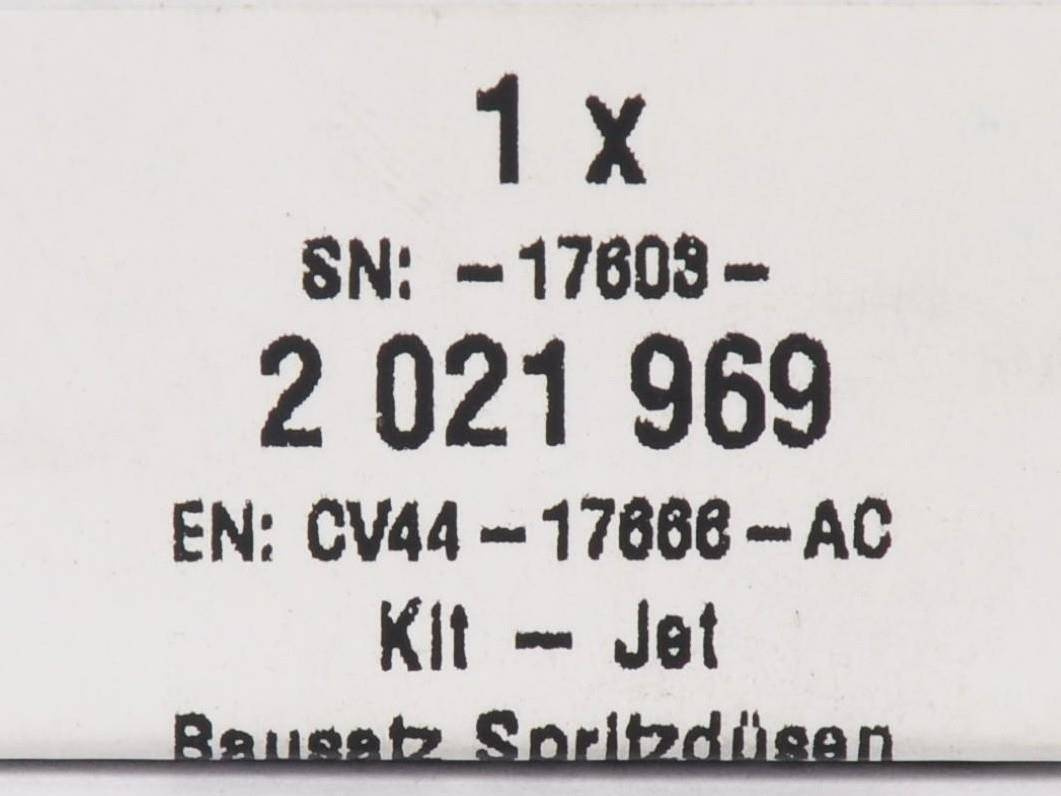 1 x
SN: -17603-
2 021 969
EN: CV44-17666-AC
Kit - Jet
Bausatz Spritzdüsen